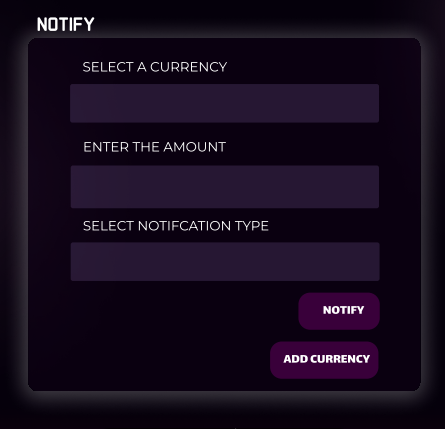 NOTIFY
SELECT A CURRENCY
ENTER THE AMOUNT
SELECT NOTIFCATION TYPE
NOTIFY
ADD CURRENCY